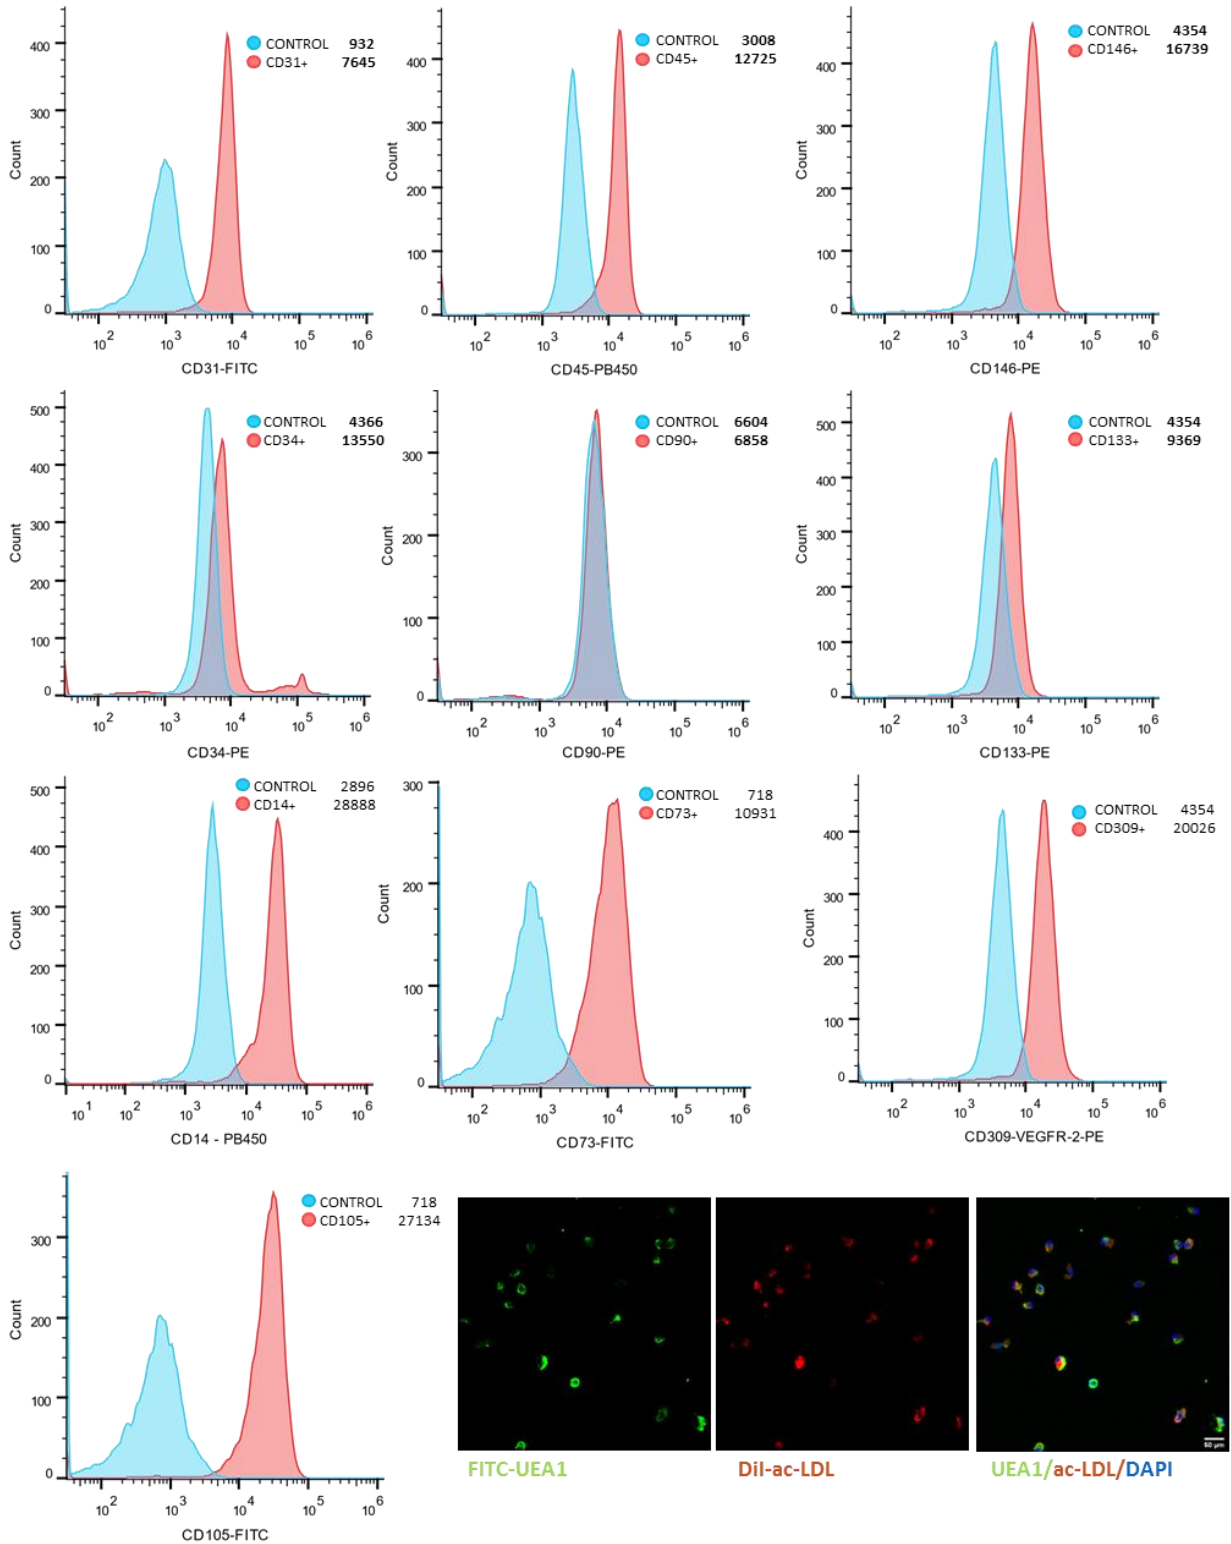 CONTROL 932
CD31+ 7645
400
300
200
100
0
Count
10^2 10^3 10^4 10^5 10^6
CD31-FITC
CONTROL 3008
CD45+ 12725
400
300
200
100
0
Count
10^2 10^3 10^4 10^5 10^6
CD45-PB450
CONTROL 4354
CD146+ 16739
400
300
200
100
0
Count
10^2 10^3 10^4 10^5 10^6
CD146-PE
CONTROL 4366
CD34+ 13550
500
400
300
200
100
0
Count
10^2 10^3 10^4 10^5 10^6
CD34-PE
CONTROL 6604
CD90+ 6858
300
200
100
0
Count
10^2 10^3 10^4 10^5 10^6
CD90-PE
CONTROL 4354
CD133+ 9369
500
400
300
200
100
0
Count
10^2 10^3 10^4 10^5 10^6
CD133-PE
CONTROL 2896
CD14+ 28888
500
400
300
200
100
0
Count
10^1 10^2 10^3 10^4 10^5 10^6
CD14 - PB450
CONTROL 718
CD73+ 10931
300
200
100
0
Count
10^2 10^3 10^4 10^5 10^6
CD73-FITC
CONTROL 4354
CD309+ 20026
400
300
200
100
0
Count
10^2 10^3 10^4 10^5 10^6
CD309-VEGFR-2-PE
CONTROL 718
CD105+ 27134
300
200
100
0
Count
10^2 10^3 10^4 10^5 10^6
CD105-FITC
50 µm
FITC-UEA1
Dil-ac-LDL
UEA1/ac-LDL/DAPI